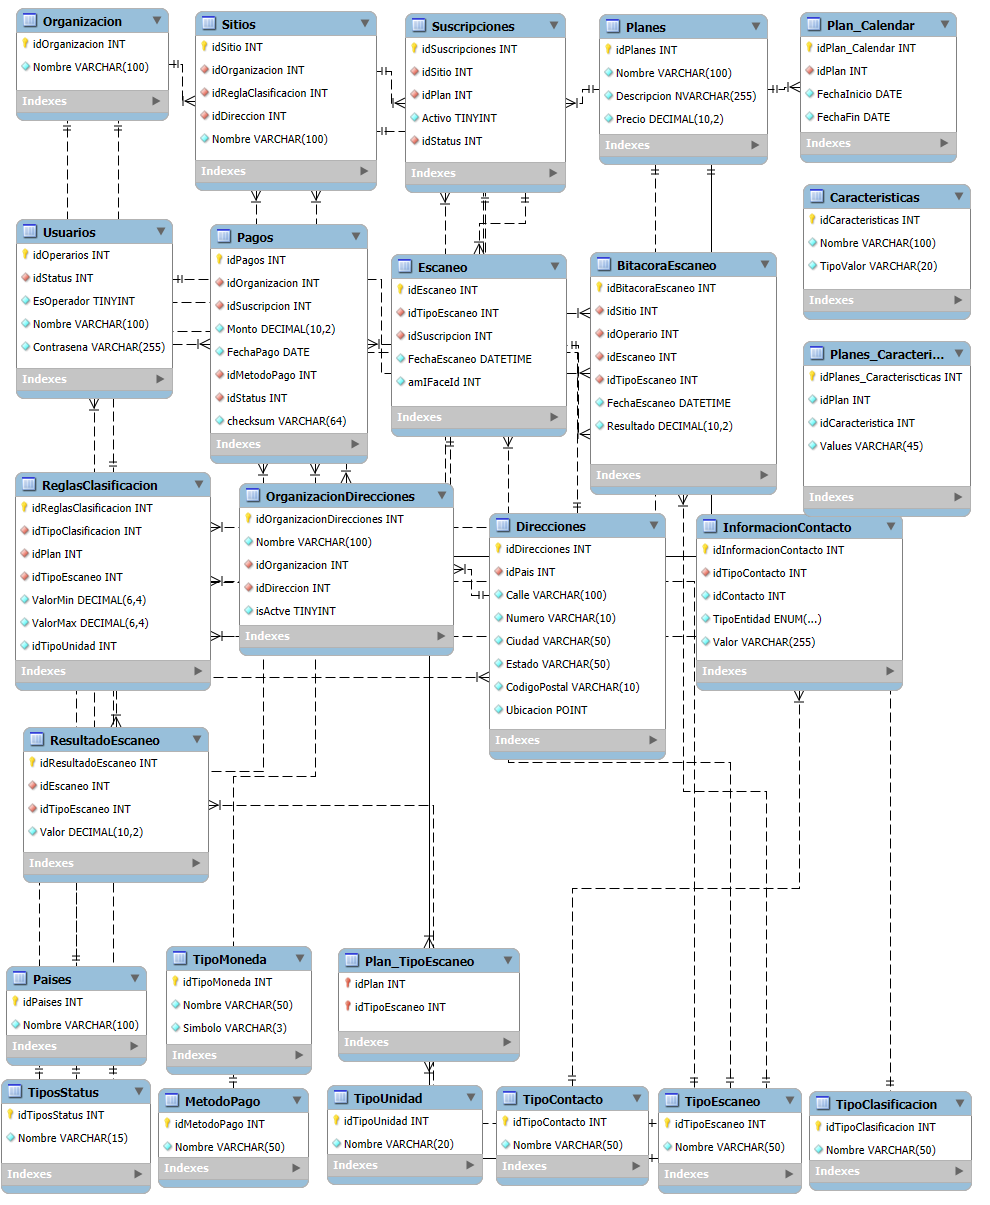 Organizacion
idOrganizacion INT
Nombre VARCHAR(100)
Indexes
Sitios
idSitio INT
idOrganizacion INT
idReglaClasificacion INT
idDireccion INT
Nombre VARCHAR(100)
Indexes
Suscripciones
idSuscripciones INT
idSitio INT
idPlan INT
Activo TINYINT
idStatus INT
Indexes
Planes
idPlanes INT
Nombre VARCHAR(100)
Descripcion NVARCHAR(255)
Precio DECIMAL(10,2)
Indexes
Plan_Calendar
idPlan_Calendar INT
idPlan INT
FechaInicio DATE
FechaFin DATE
Indexes
Usuarios
idOperarios INT
idStatus INT
EsOperador TINYINT
Nombre VARCHAR(100)
Contrasena VARCHAR(255)
Indexes
Pagos
idPagos INT
idOrganizacion INT
idSuscripcion INT
Monto DECIMAL(10,2)
FechaPago DATE
idMetodoPago INT
idStatus INT
checksum VARCHAR(64)
Indexes
Escaneo
idEscaneo INT
idTipoEscaneo INT
idSuscripcion INT
FechaEscaneo DATETIME
amIFaceId INT
Indexes
BitacoraEscaneo
idBitacoraEscaneo INT
idSitio INT
idOperario INT
idEscaneo INT
idTipoEscaneo INT
FechaEscaneo DATETIME
Resultado DECIMAL(10,2)
Indexes
Caracteristicas
idCaracteristicas INT
Nombre VARCHAR(100)
TipoValor VARCHAR(20)
Indexes
Planes_Caracteri...
idPlanes_Caracteriscticas INT
idPlan INT
idCaracteristica INT
Values VARCHAR(45)
Indexes
ReglasClasificacion
idReglasClasificacion INT
idTipoClasificacion INT
idPlan INT
idTipoEscaneo INT
ValorMin DECIMAL(6,4)
ValorMax DECIMAL(6,4)
idTipoUnidad INT
Indexes
OrganizacionDirecciones
idOrganizacionDirecciones INT
Nombre VARCHAR(100)
idOrganizacion INT
idDireccion INT
isActve TINYINT
Indexes
Direcciones
idDirecciones INT
idPais INT
Calle VARCHAR(100)
Numero VARCHAR(10)
Ciudad VARCHAR(50)
Estado VARCHAR(50)
CodigoPostal VARCHAR(10)
Ubicacion POINT
Indexes
InformacionContacto
idInformacionContacto INT
idTipoContacto INT
idContacto INT
TipoEntidad ENUM(...)
Valor VARCHAR(255)
Indexes
ResultadoEscaneo
idResultadoEscaneo INT
idEscaneo INT
idTipoEscaneo INT
Valor DECIMAL(10,2)
Indexes
Paises
idPaises INT
Nombre VARCHAR(100)
Indexes
TipoMoneda
idTipoMoneda INT
Nombre VARCHAR(50)
Simbolo VARCHAR(3)
Indexes
Plan_TipoEscaneo
idPlan INT
idTipoEscaneo INT
Indexes
TiposStatus
idTiposStatus INT
Nombre VARCHAR(15)
Indexes
MetodoPago
idMetodoPago INT
Nombre VARCHAR(50)
Indexes
TipoUnidad
idTipoUnidad INT
Nombre VARCHAR(20)
Indexes
TipoContacto
idTipoContacto INT
Nombre VARCHAR(50)
Indexes
TipoEscaneo
idTipoEscaneo INT
Nombre VARCHAR(50)
Indexes
TipoClasificacion
idTipoClasificacion INT
Nombre VARCHAR(50)
Indexes